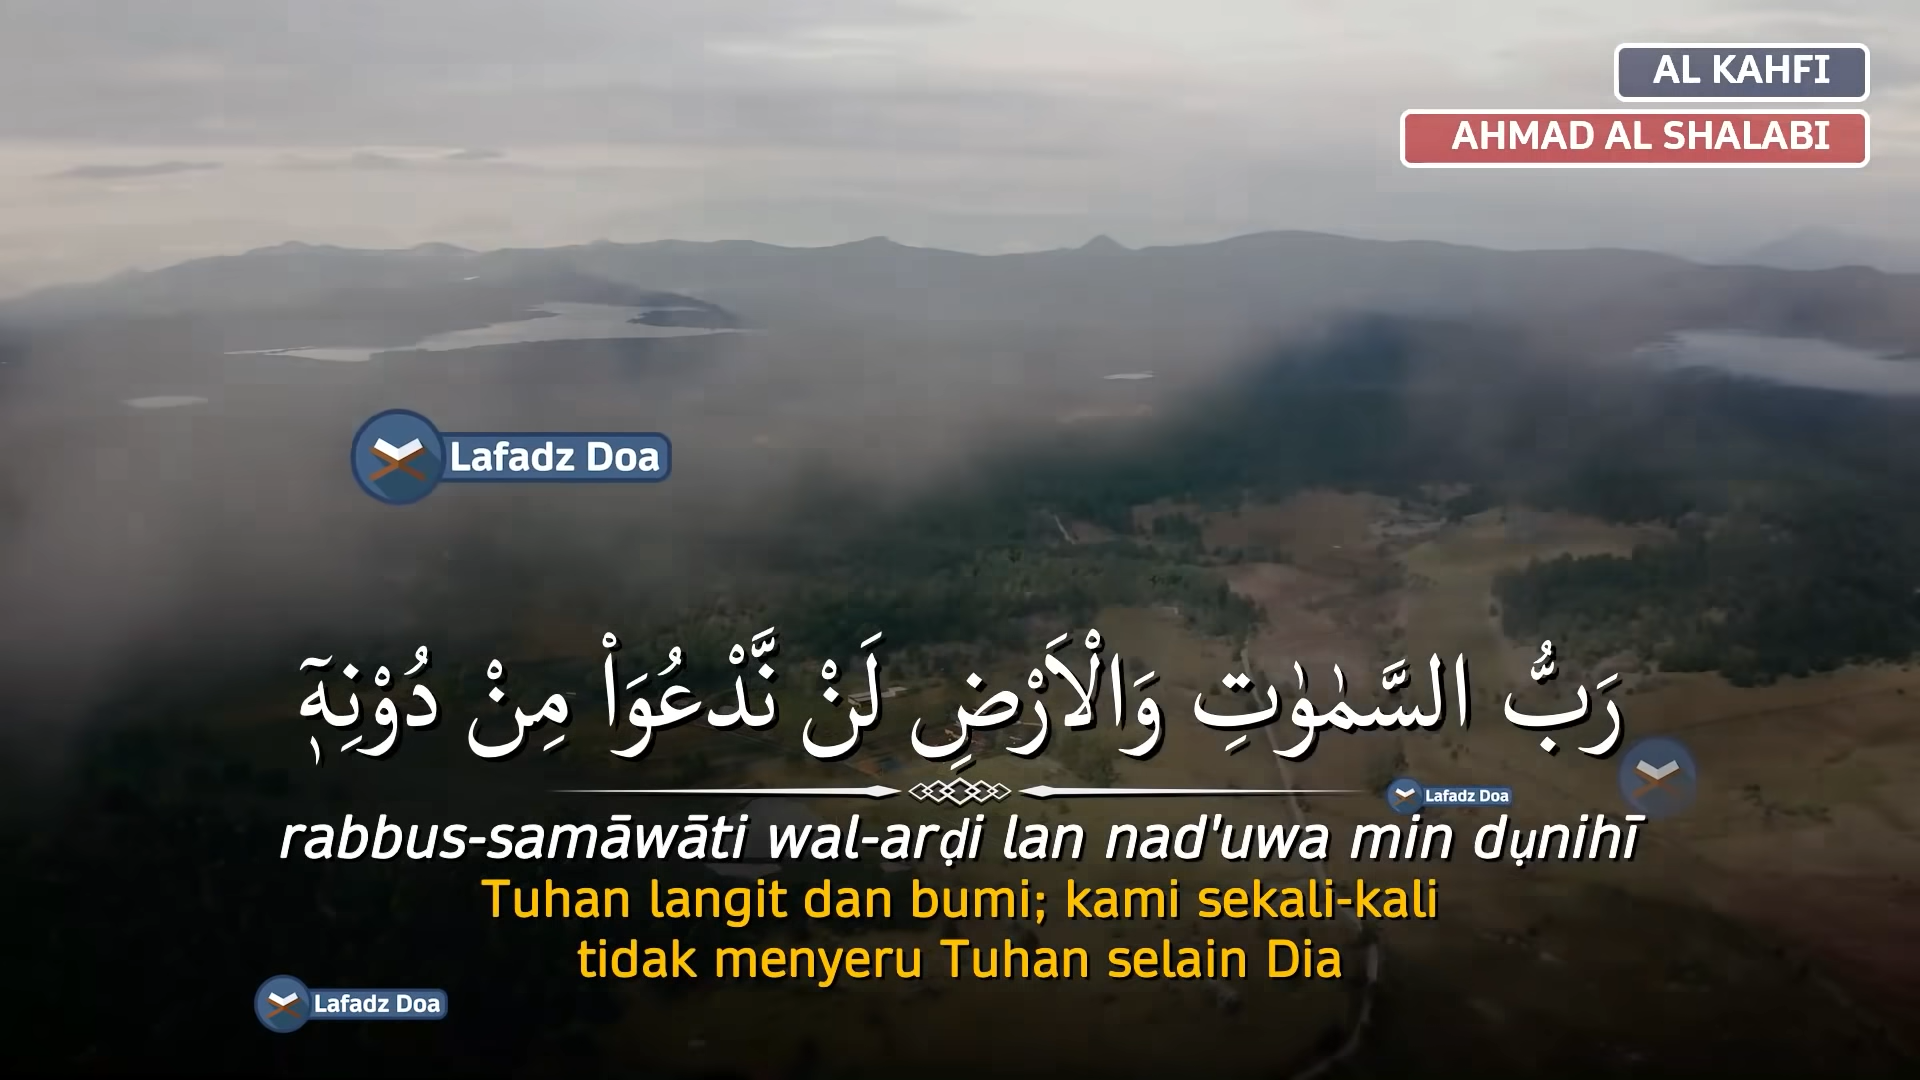 AL KAHFI
AHMAD AL SHALABI
Lafadz Doa
رَبُّ السَّمٰوٰتِ وَالْاَرْضِ لَنْ نَّدْعُوَا۟ مِنْ دُوْنِهٖٓ
Lafadz Doa
rabbus-samāwāti wal-arḍi lan nad'uwa min dụnihī
Tuhan langit dan bumi; kami sekali-kali
tidak menyeru Tuhan selain Dia
Lafadz Doa